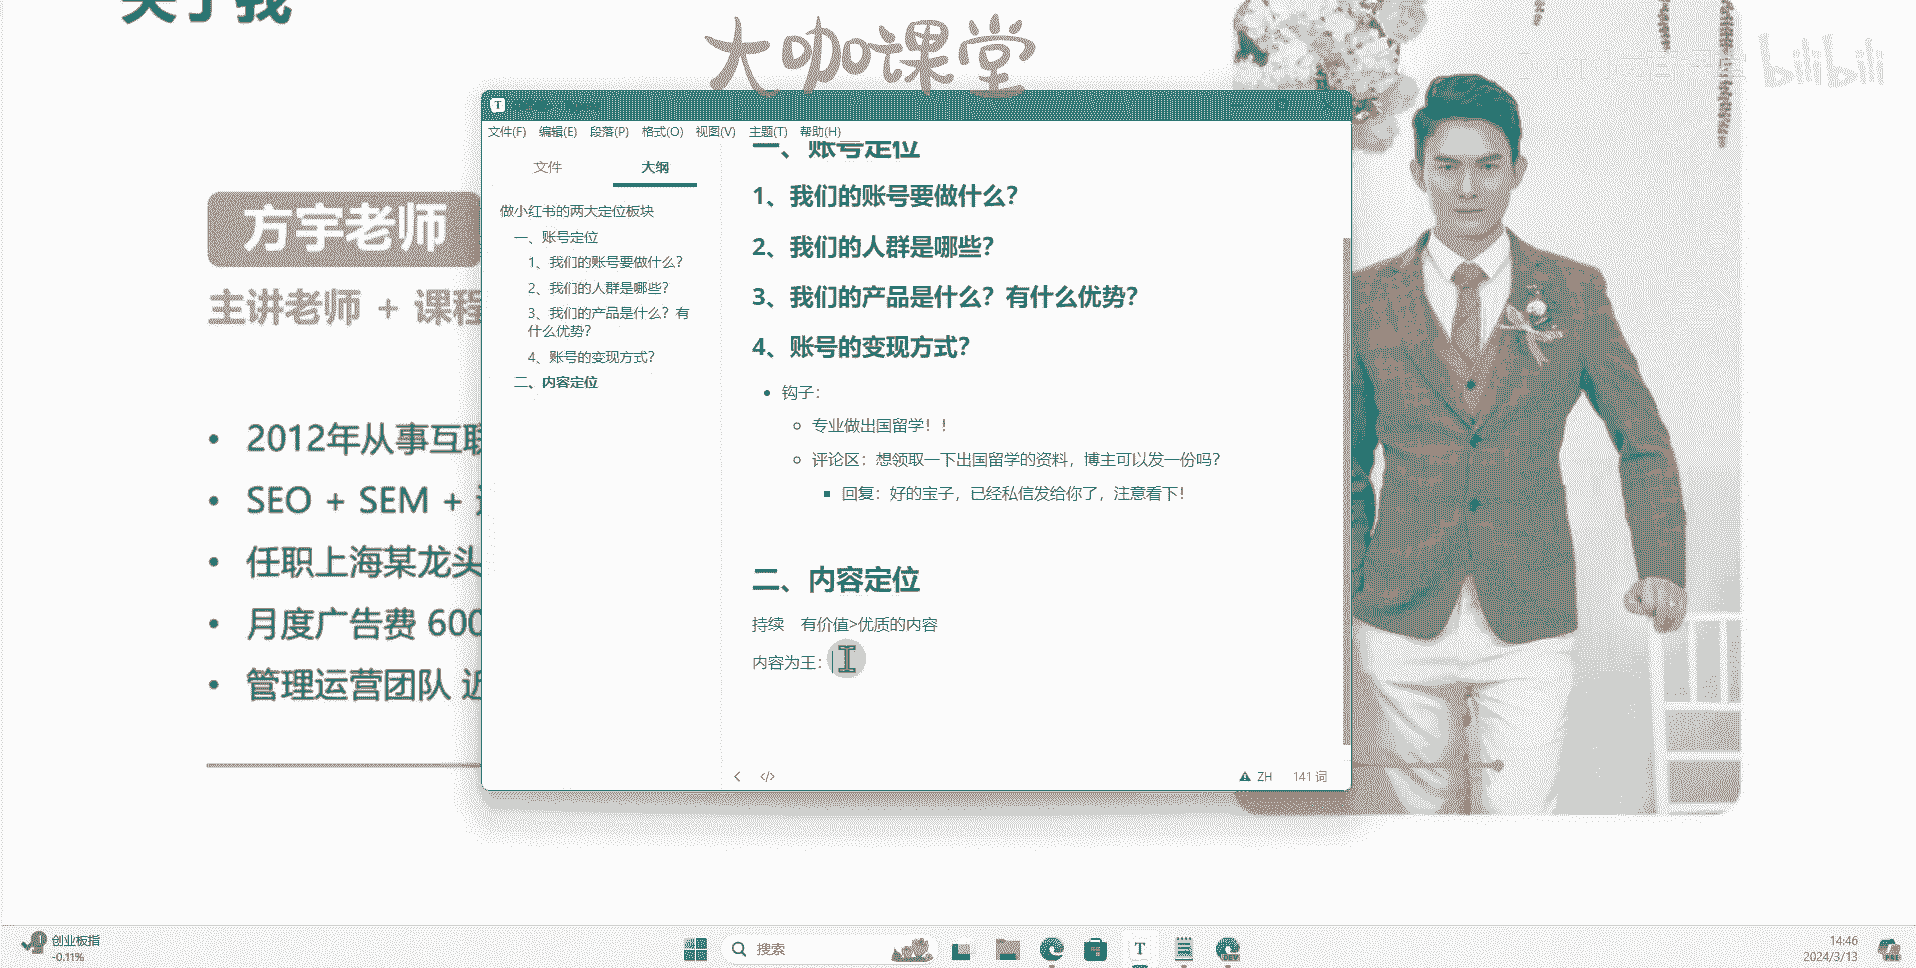 关于我
大咖课堂
bilibili
方宇老师
主讲老师 + 课程
2012年从事互联
SEO + SEM +
任职上海某龙头
月度广告费 600
管理运营团队 近
T
文件(F) 编辑(E) 段落(P) 格式(O) 视图(V) 主题(T) 帮助(H)
文件 大纲
做小红书的两大定位板块
一、账号定位
1、我们的账号要做什么？
2、我们的人群是哪些？
3、我们的产品是什么？有
什么优势？
4、账号的变现方式？
二、内容定位
一、账号定位
1、我们的账号要做什么？
2、我们的人群是哪些？
3、我们的产品是什么？有什么优势？
4、账号的变现方式？
钩子：
专业做出国留学！！
评论区：想领取一下出国留学的资料，博主可以发一份吗？
回复：好的宝子，已经私信发给你了，注意看下！
二、内容定位
持续 有价值>优质的内容
内容为王：
</> ZH 141 词
创业板指
-0.11%
搜索
T
DEV
14:46
2024/3/13
PRE